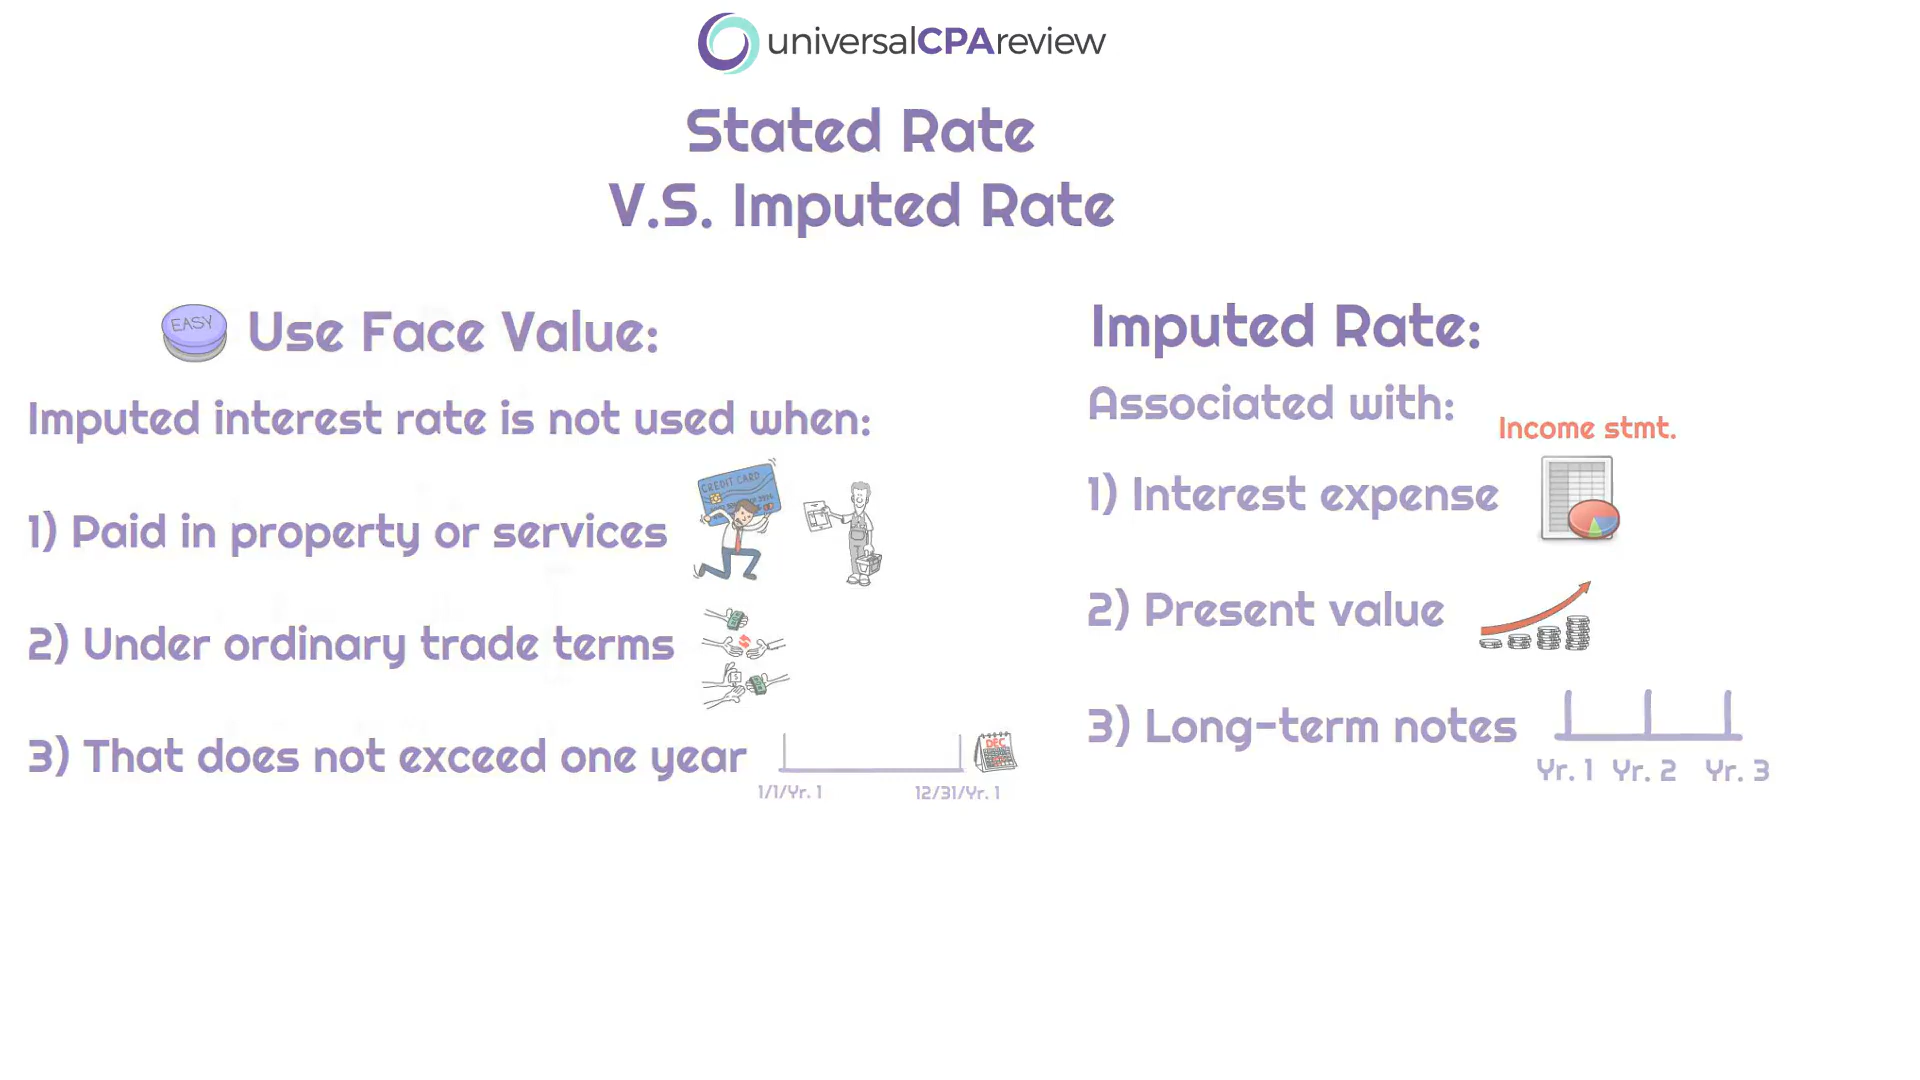 universalCPAreview
Stated Rate
V.S. Imputed Rate
EASY
Use Face Value:
Imputed interest rate is not used when:
1) Paid in property or services
CREDIT CARD
2) Under ordinary trade terms
3) That does not exceed one year
DEC
1/1/Yr. 1
12/31/Yr. 1
Imputed Rate:
Associated with:
Income stmt.
1) Interest expense
2) Present value
3) Long-term notes
Yr. 1 Yr. 2 Yr. 3